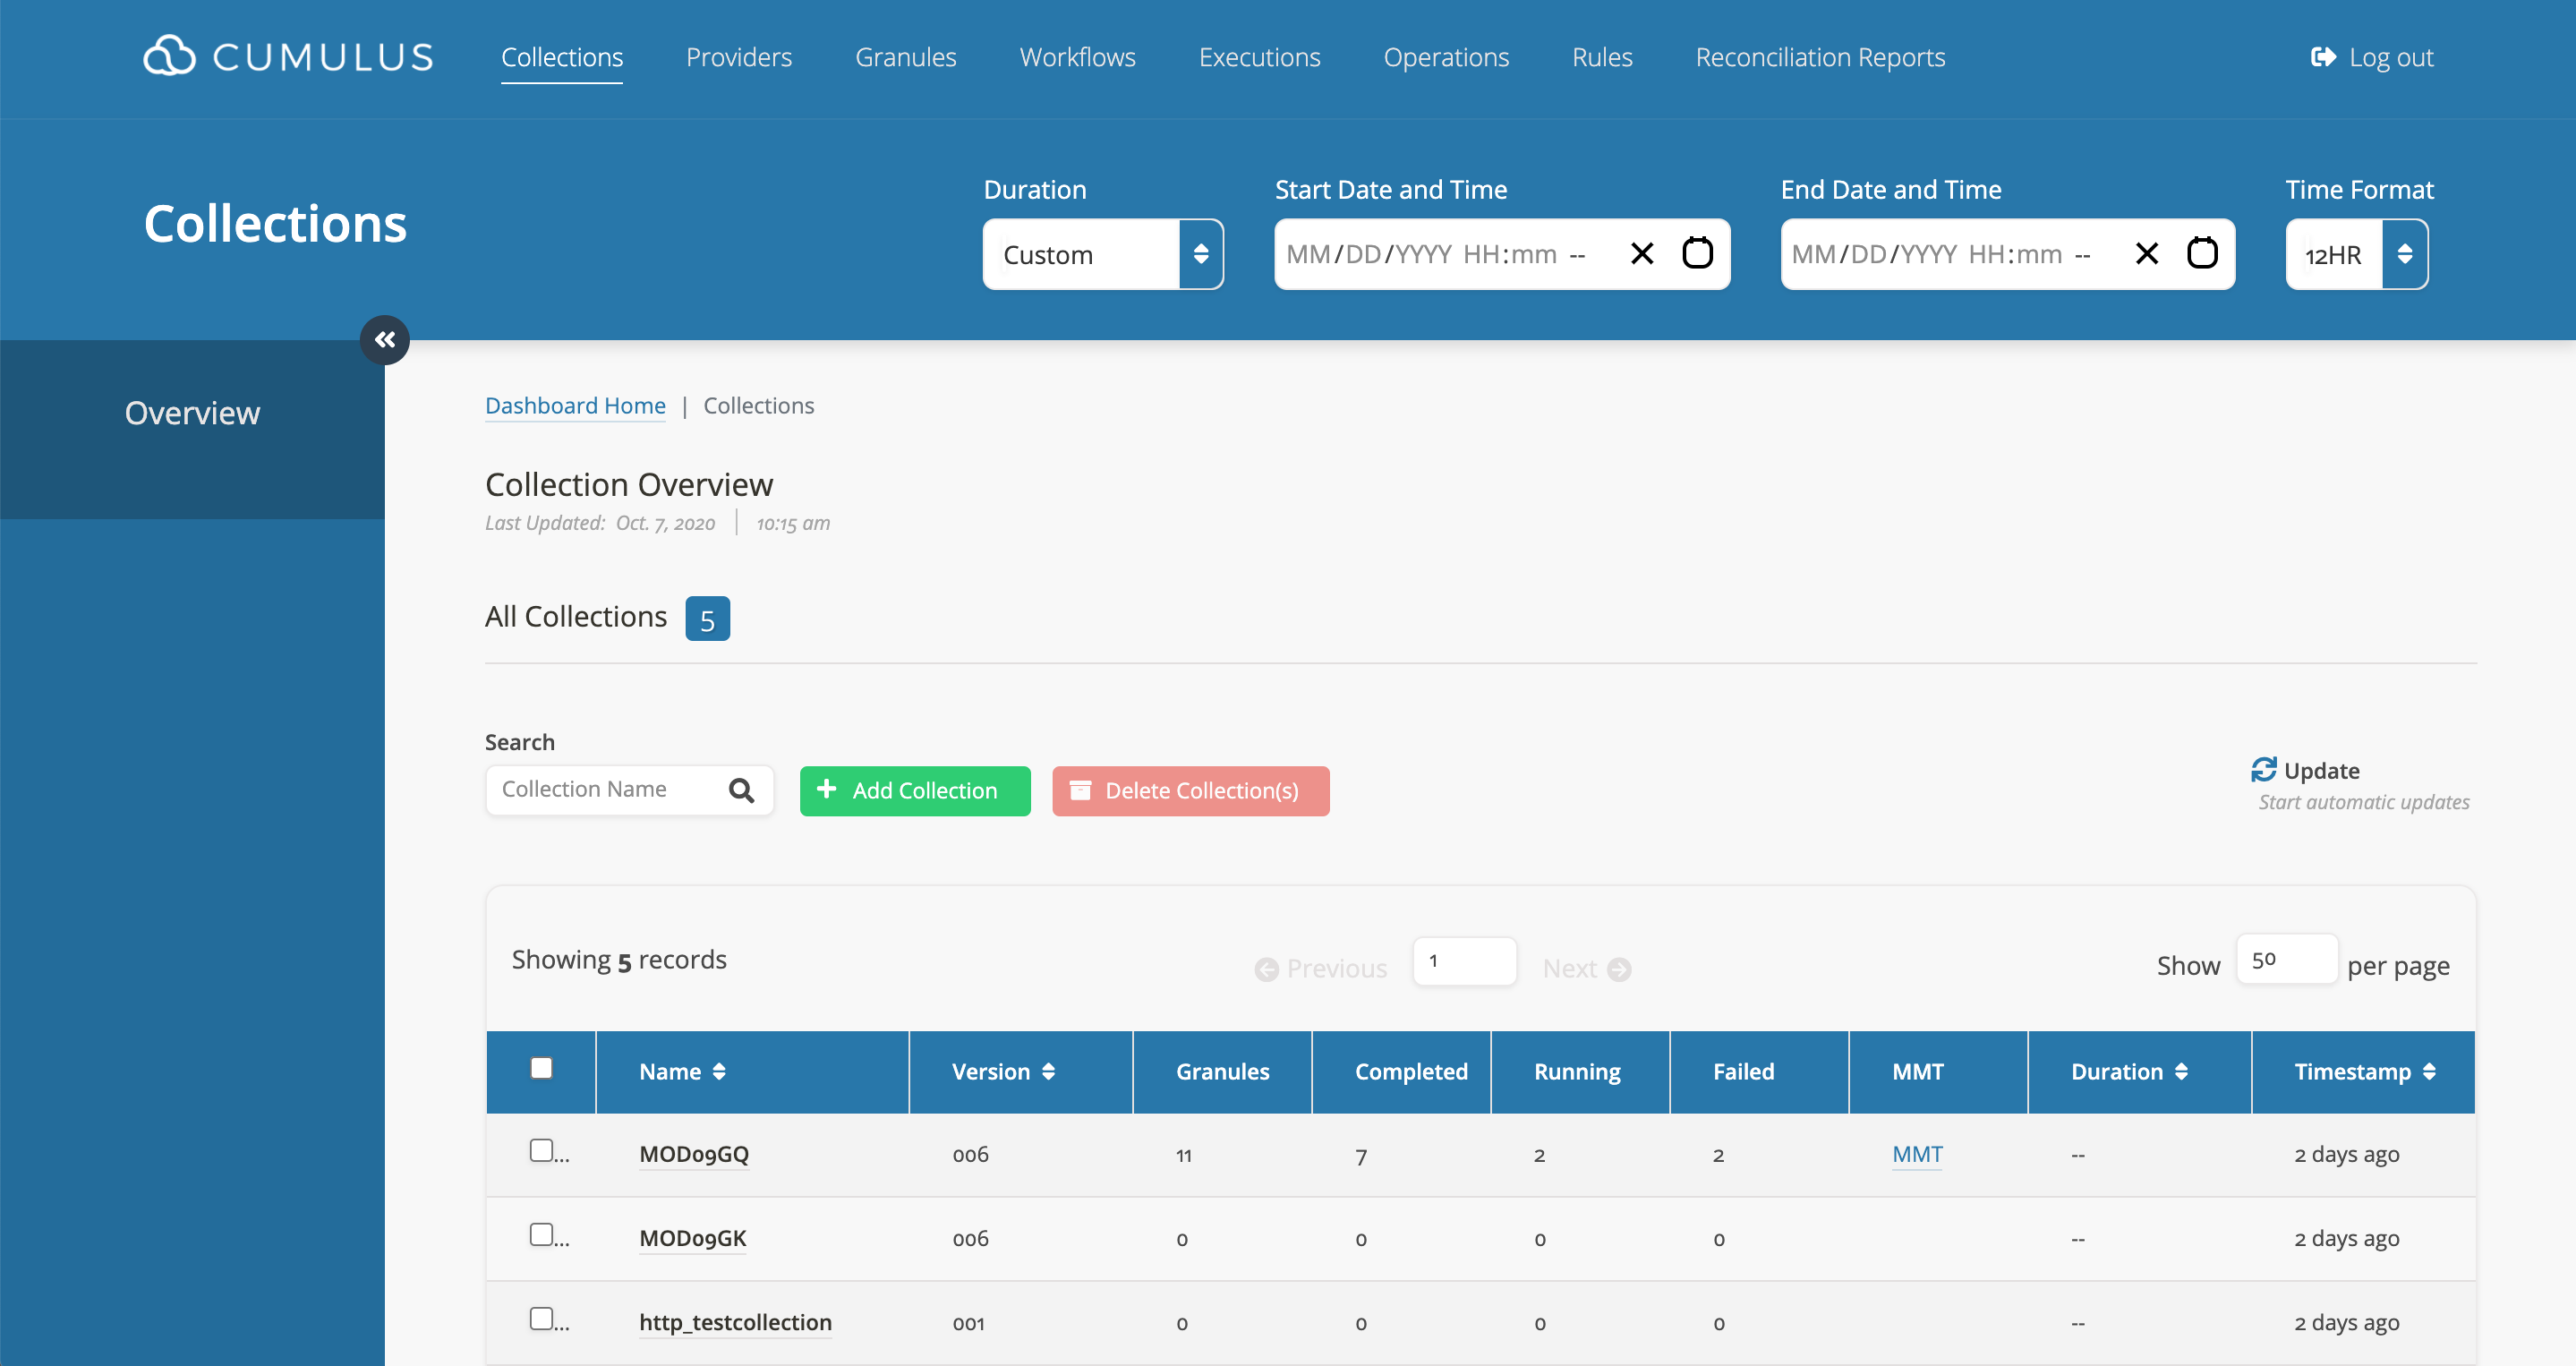 CUMULUS Collections Providers Granules Workflows Executions Operations Rules Reconciliation Reports Log out
Collections
Duration Start Date and Time End Date and Time Time Format
Custom MM/DD/YYYY HH:mm -- MM/DD/YYYY HH:mm -- 12HR
Overview
Dashboard Home | Collections
Collection Overview
Last Updated: Oct. 7, 2020 | 10:15 am
All Collections 5
Search
Collection Name Add Collection Delete Collection(s) Update
Start automatic updates
Showing 5 records Previous 1 Next Show 50 per page
Name Version Granules Completed Running Failed MMT Duration Timestamp
... MOD09GQ 006 11 7 2 2 MMT -- 2 days ago
... MOD09GK 006 0 0 0 0 -- 2 days ago
... http_testcollection 001 0 0 0 0 -- 2 days ago